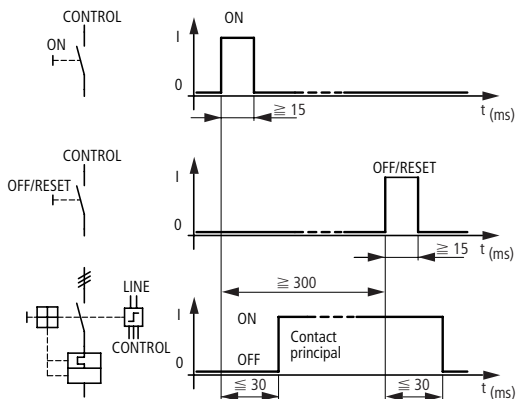 CONTROL
ON
I
0
ON
≧ 15
t (ms)
CONTROL
OFF/RESET
I
0
OFF/RESET
≧ 15
t (ms)
≧ 300
LINE
CONTROL
I
0
ON
OFF
Contact
principal
≦ 30
≦ 30
t (ms)